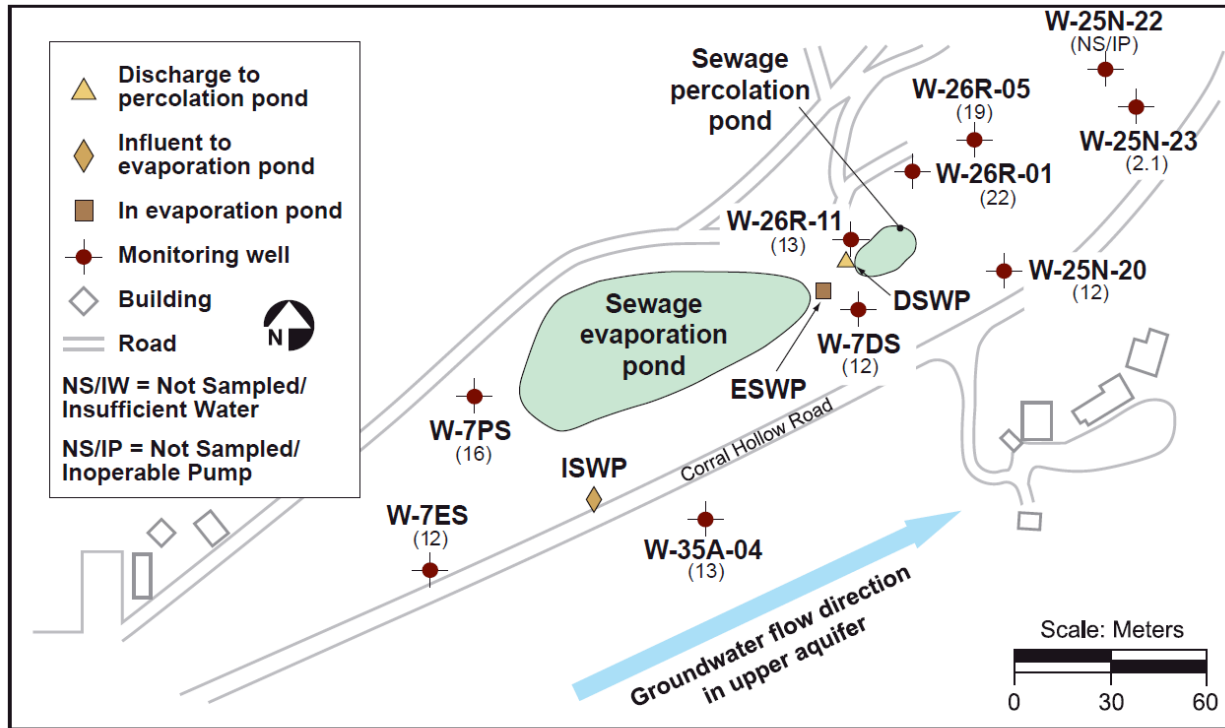 Discharge to
percolation pond
Influent to
evaporation pond
In evaporation pond
Monitoring well
Building
Road
N
NS/IW = Not Sampled/
Insufficient Water
NS/IP = Not Sampled/
Inoperable Pump
W-25N-22
(NS/IP)
Sewage
percolation
pond
W-26R-05
(19)
W-25N-23
(2.1)
W-26R-01
(22)
W-26R-11
(13)
W-25N-20
(12)
DSWP
Sewage
evaporation
pond
W-7DS
(12)
ESWP
W-7PS
(16)
Corral Hollow Road
ISWP
W-7ES
(12)
W-35A-04
(13)
Groundwater flow direction
in upper aquifer
Scale: Meters
0 30 60